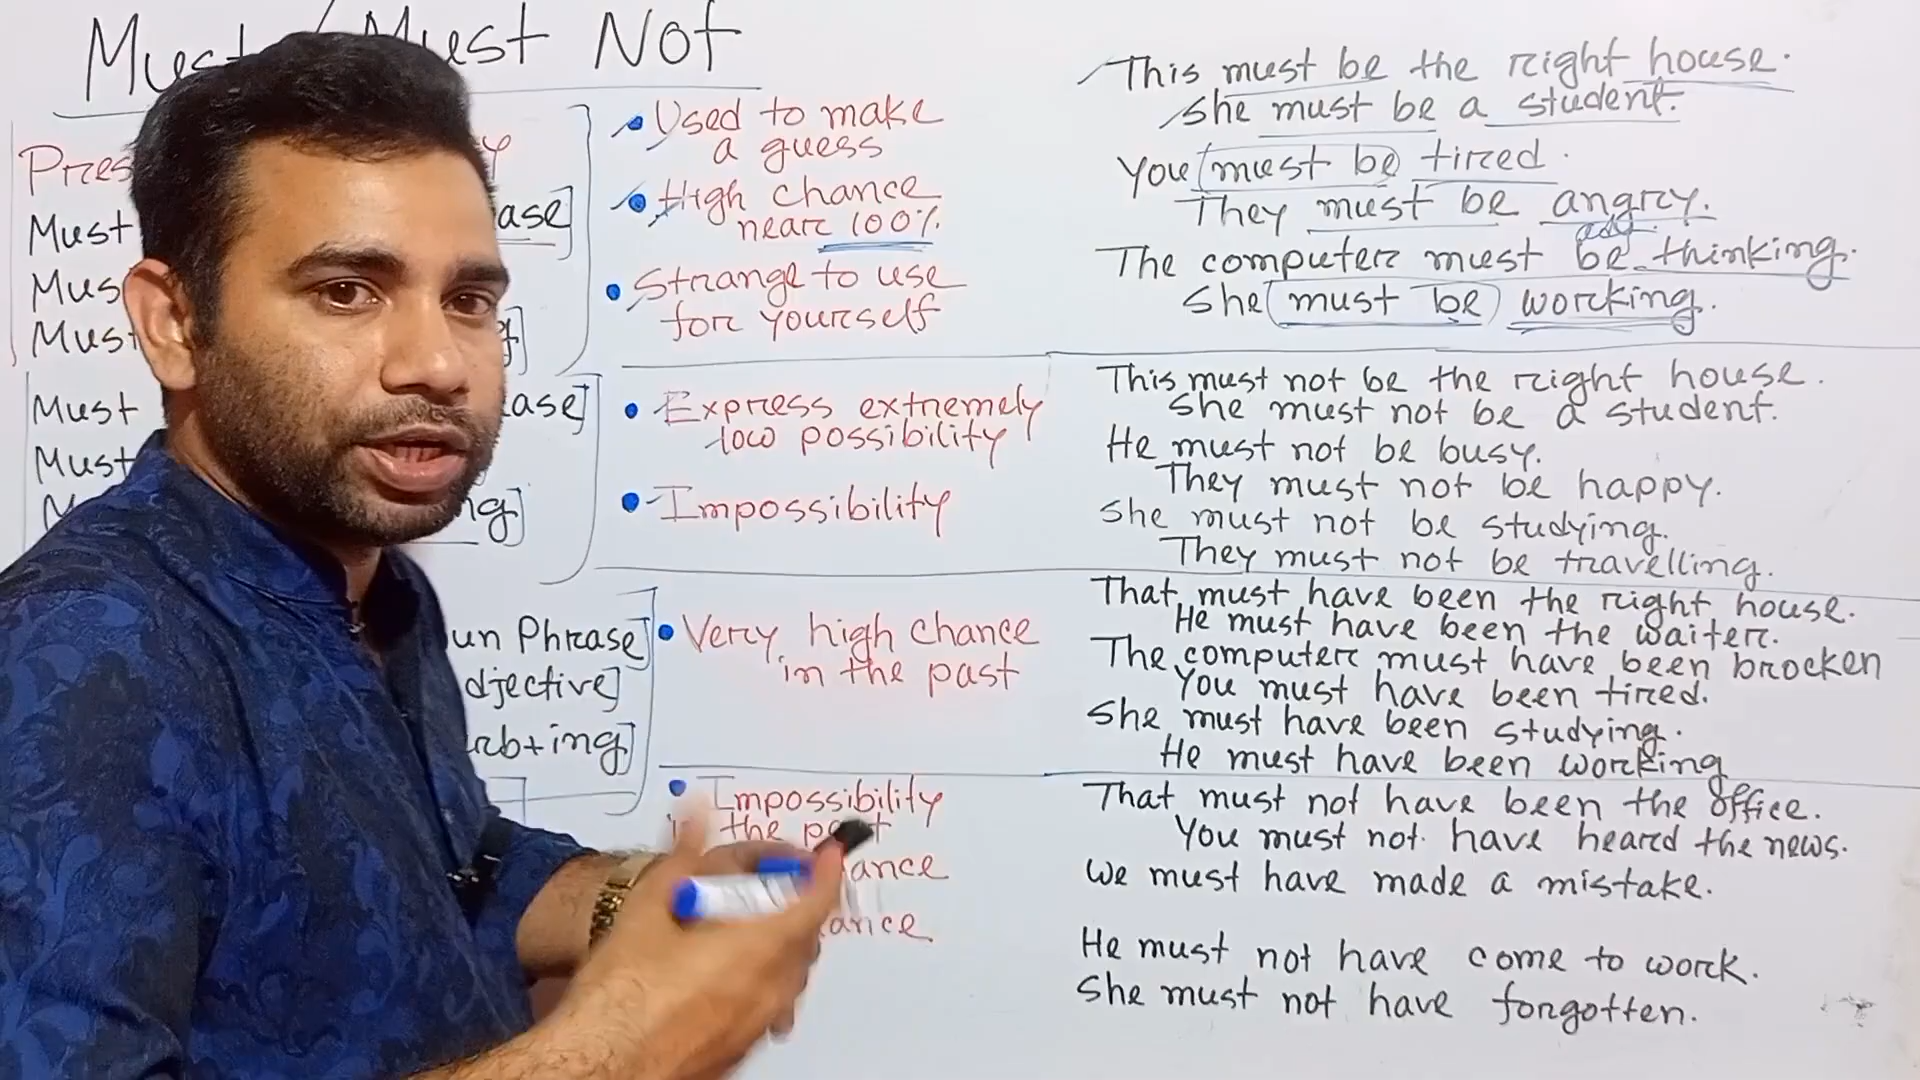 Must / Must Not
Must
Must
Must
ase]
Must
Must
ase]
ng]
un Phrase]
djective]
rb+ing]
Used to make
a guess
High chance
near 100%.
Strange to use
for yourself
Express extremely
low possibility
Impossibility
Very high chance
in the past
Impossibility
the past
ance
ance.
This must be the right house.
She must be a student.
You must be tired.
They must be angry.
adj.
The computer must be thinking.
She must be working.
This must not be the right house.
She must not be a student.
He must not be busy.
They must not be happy.
She must not be studying.
They must not be travelling.
That must have been the right house.
He must have been the waiter.
The computer must have been brocken
You must have been tired.
She must have been studying.
He must have been working
That must not have been the office.
You must not have heard the news.
We must have made a mistake.
He must not have come to work.
She must not have forgotten.